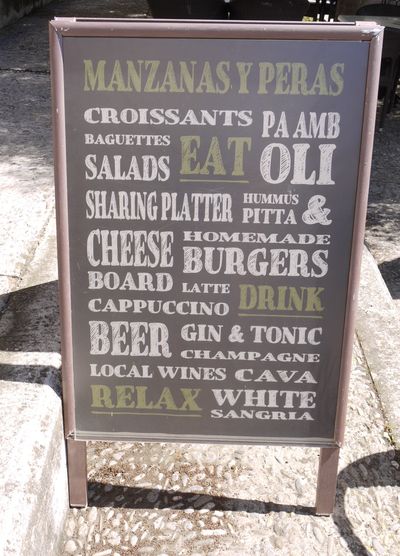 MANZANAS Y PERAS
CROISSANTS
PA AMB
BAGUETTES
EAT
OLI
SALADS
SHARING PLATTER
HUMMUS
PITTA &
CHEESE
HOMEMADE
BURGERS
BOARD
LATTE
DRINK
CAPPUCCINO
BEER
GIN & TONIC
CHAMPAGNE
LOCAL WINES CAVA
RELAX
WHITE
SANGRIA